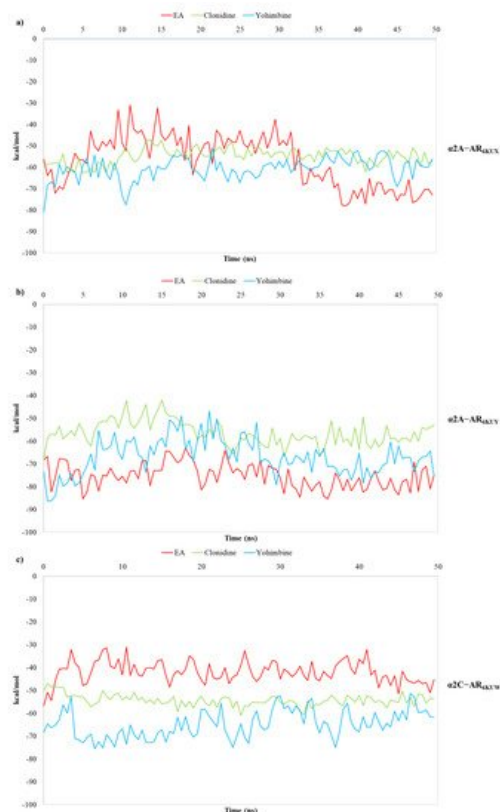 a)
EA Clonidine Yohimbine
0 5 10 15 20 25 30 35 40 45 50
0
-10
-20
-30
-40
-50
-60
-70
-80
-90
-100
kcal/mol
Time (ns)
α2A−AR6KUX
b)
EA Clonidine Yohimbine
0 5 10 15 20 25 30 35 40 45 50
0
-10
-20
-30
-40
-50
-60
-70
-80
-90
-100
kcal/mol
Time (ns)
α2A−AR6KUY
c)
EA Clonidine Yohimbine
0 5 10 15 20 25 30 35 40 45 50
0
-10
-20
-30
-40
-50
-60
-70
-80
-90
-100
kcal/mol
Time (ns)
α2C−AR6KUW